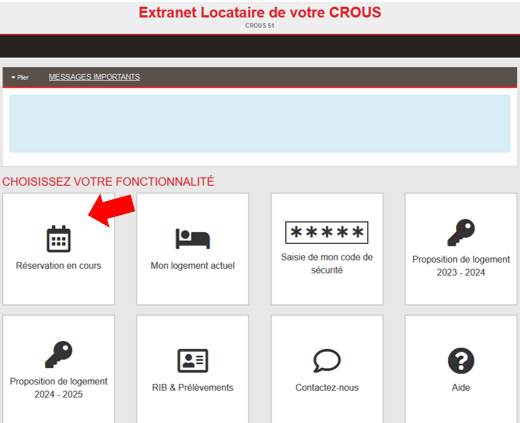 Extranet Locataire de votre CROUS
CROUS 51
Plier MESSAGES IMPORTANTS
CHOISISSEZ VOTRE FONCTIONNALITÉ
Réservation en cours
Mon logement actuel
*****
Saisie de mon code de
sécurité
Proposition de logement
2023 - 2024
Proposition de logement
2024 - 2025
RIB & Prélèvements
Contactez-nous
?
Aide